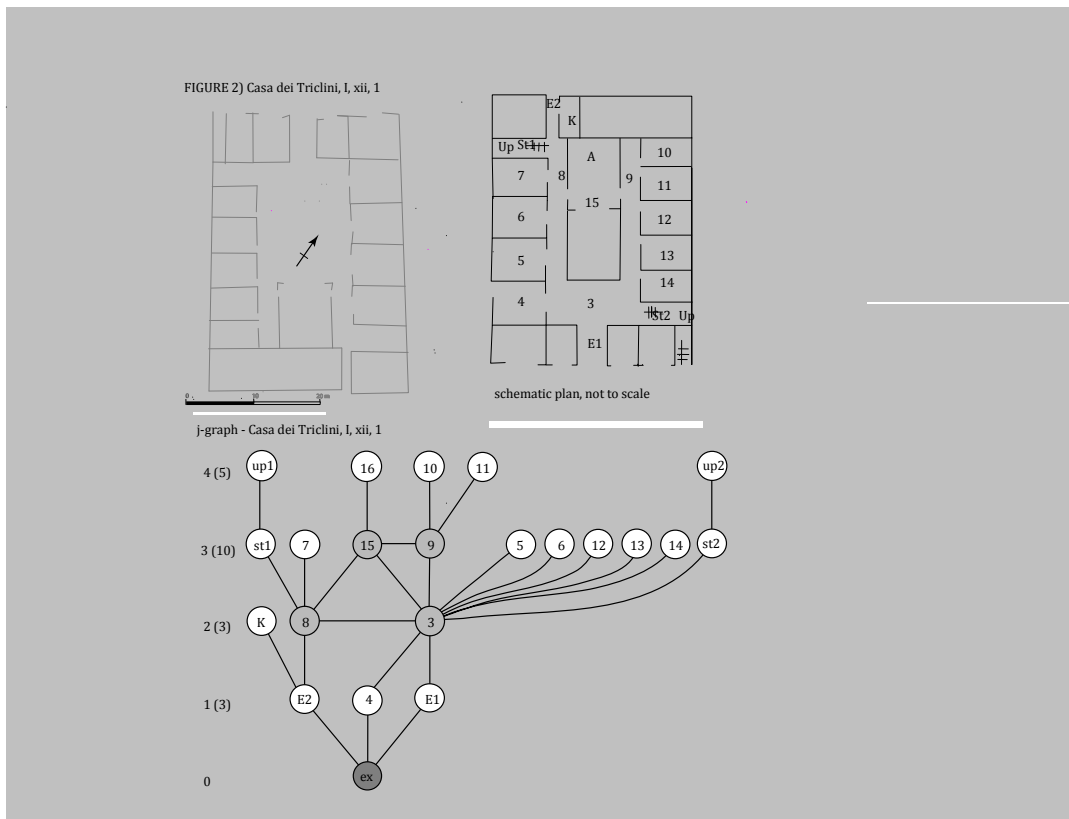 FIGURE 2) Casa dei Triclini, I, xii, 1
E2
K
Up St1
A
10
7
8
9
11
15
6
12
5
13
14
4
3
St2 Up
E1
0 10 20 m
schematic plan, not to scale
j-graph - Casa dei Triclini, I, xii, 1
4 (5)
up1 16 10 11 up2
3 (10)
st1 7 15 9 5 6 12 13 14 st2
2 (3)
K 8 3
1 (3)
E2 4 E1
0
ex